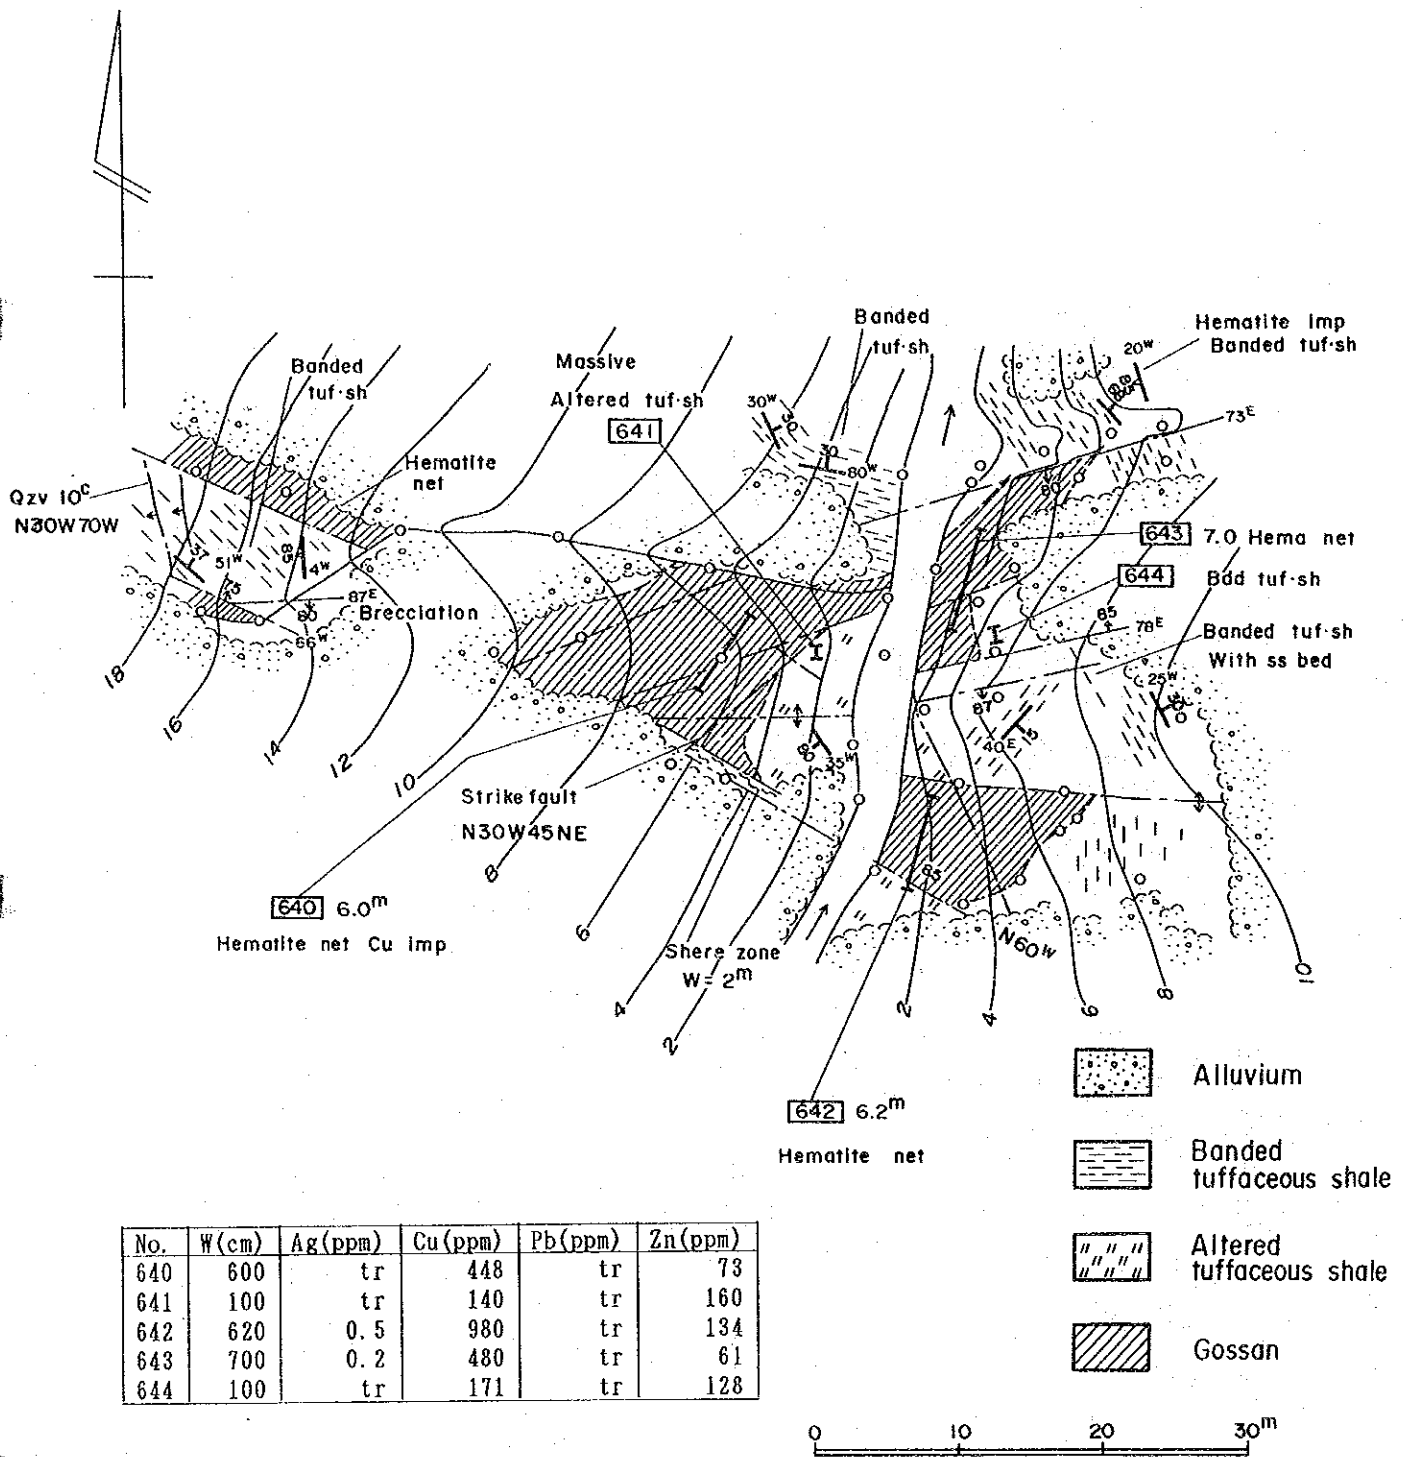 Banded
tuf·sh
Hematite imp
Banded tuf·sh
20W
Massive
Altered tuf·sh
641
Banded
tuf·sh
30W
30
30
80W
73E
80
Hematite
net
Qzv 10c
N30W70W
37
51W
75
85
4W
87E
Brecciation
80
66W
643 7.0 Hema net
644
Bdd tuf·sh
85
78E
Banded tuf·sh
With ss bed
25W
30
87
40E
15
80
35W
18
16
14
12
10
8
6
4
2
Strike fault
N30W45NE
85
640 6.0m
Hematite net Cu imp
Shere zone
W=2m
N60W
2
4
6
8
10
642 6.2m
Hematite net
Alluvium
Banded
tuffaceous shale
Altered
tuffaceous shale
Gossan
No. W(cm) Ag(ppm) Cu(ppm) Pb(ppm) Zn(ppm)
640 600 tr 448 tr 73
641 100 tr 140 tr 160
642 620 0.5 980 tr 134
643 700 0.2 480 tr 61
644 100 tr 171 tr 128
0 10 20 30m